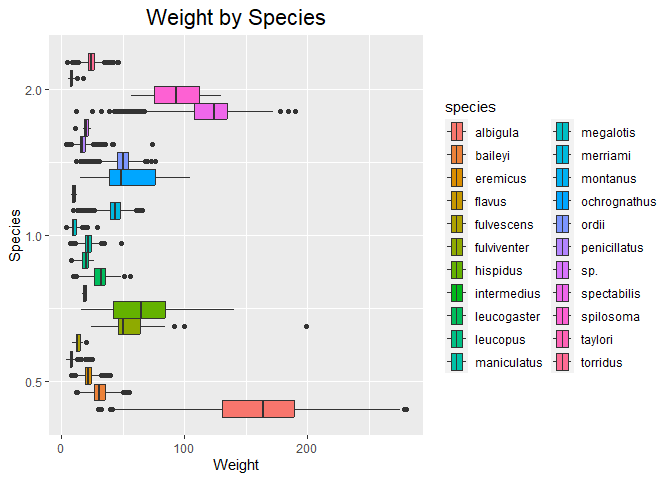 Weight by Species
2.0
1.0
0.5
Species
0
100
200
Weight
species
albigula
baileyi
eremicus
flavus
fulvescens
fulviventer
hispidus
intermedius
leucogaster
leucopus
maniculatus
megalotis
merriami
montanus
ochrognathus
ordii
penicillatus
sp.
spectabilis
spilosoma
taylori
torridus